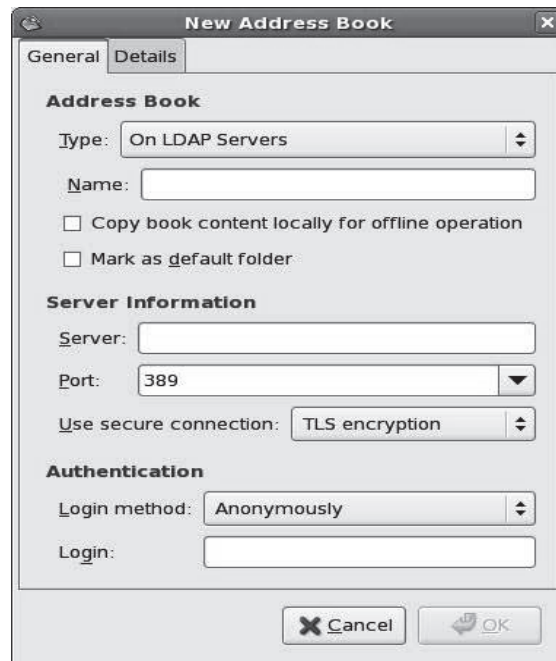 New Address Book
General Details
Address Book
Type: On LDAP Servers
Name:
Copy book content locally for offline operation
Mark as default folder
Server Information
Server:
Port: 389
Use secure connection: TLS encryption
Authentication
Login method: Anonymously
Login:
Cancel OK